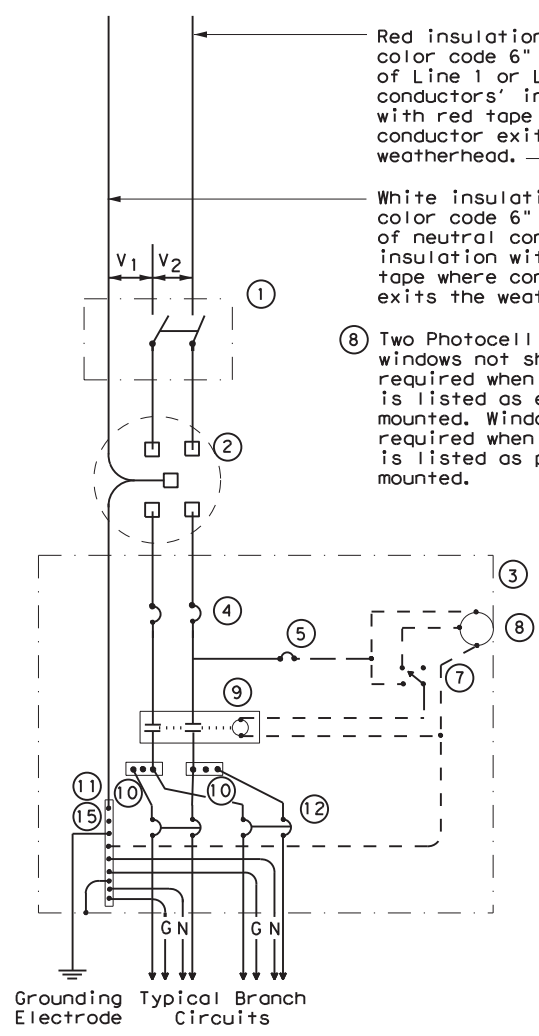 Red insulation
color code 6"
of Line 1 or L
conductors' in
with red tape
conductor exit
weatherhead.
White insulati
color code 6"
of neutral con
insulation wit
tape where con
exits the weat
V1 V2
1
8 Two Photocell
windows not sh
required when
is listed as e
mounted. Windo
required when
is listed as p
mounted.
2
3
4
5
8
7
9
11
10
10
12
15
G N
G N
Grounding
Electrode
Typical Branch
Circuits